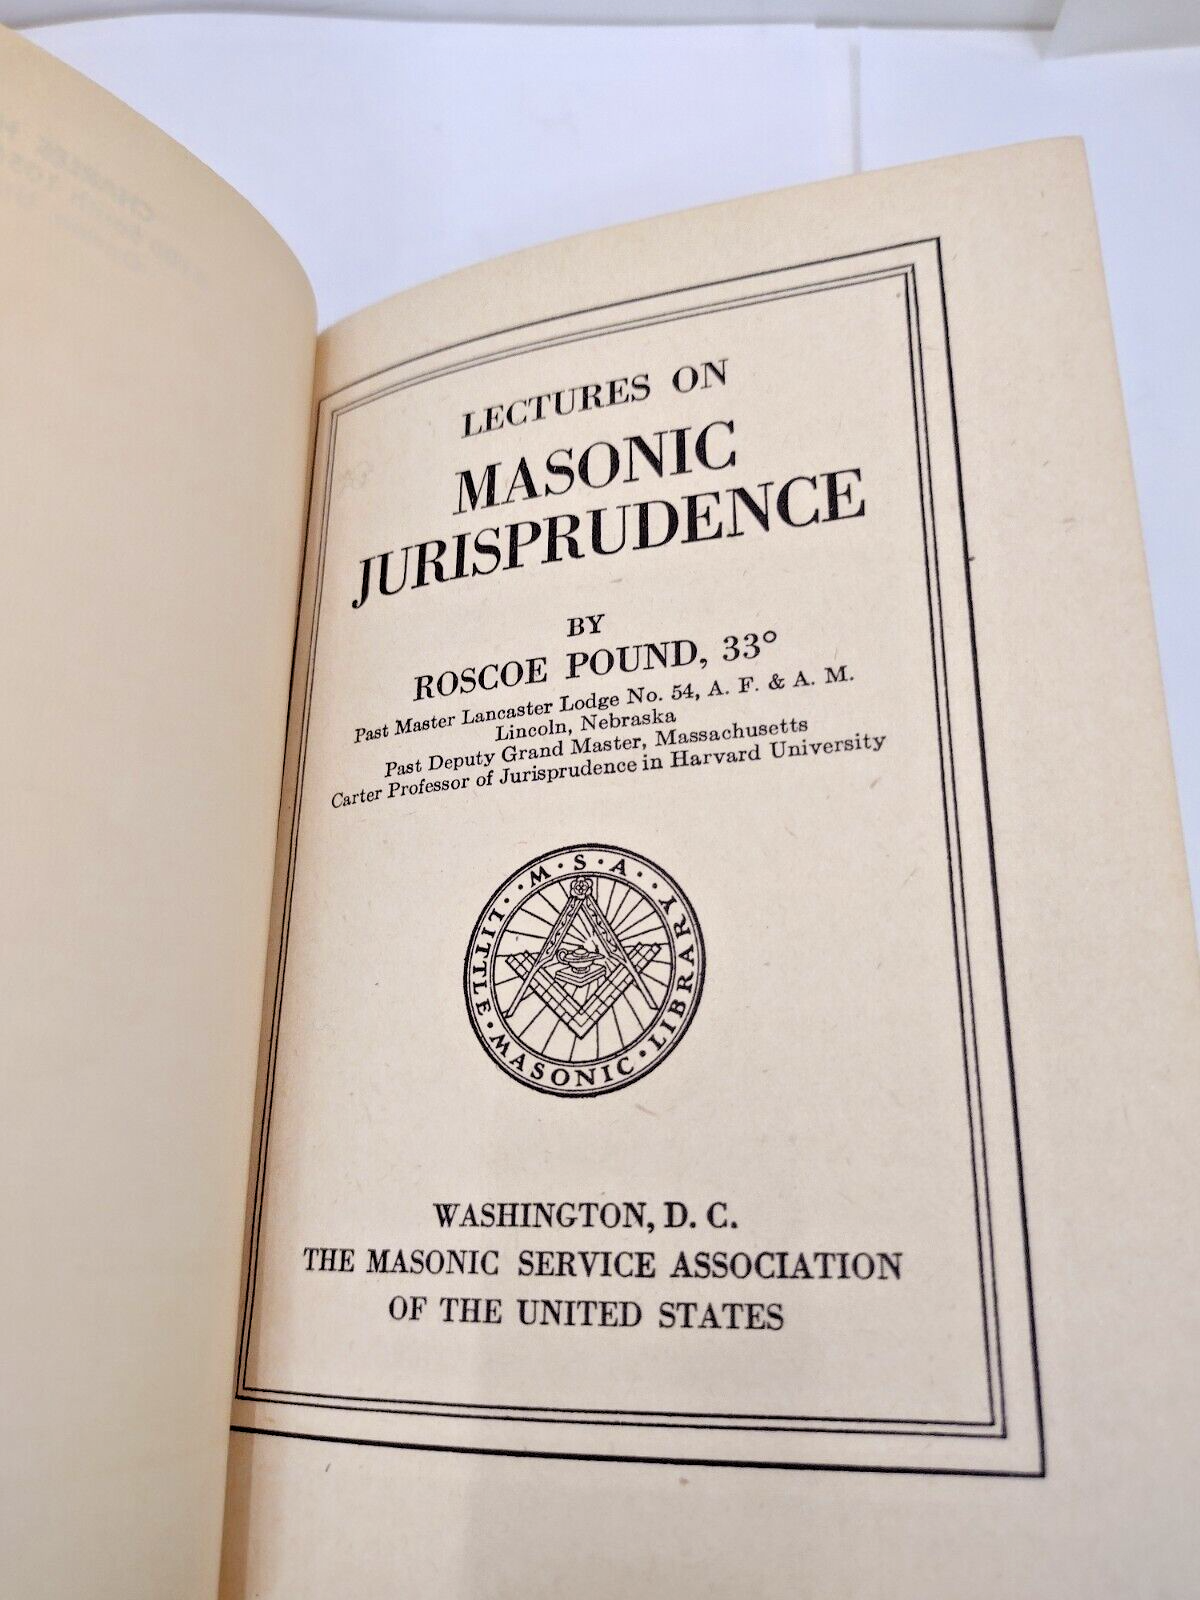 LECTURES ON
MASONIC
JURISPRUDENCE
BY
ROSCOE POUND, 33°
Past Master Lancaster Lodge No. 54, A. F. & A. M.
Lincoln, Nebraska
Past Deputy Grand Master, Massachusetts
Carter Professor of Jurisprudence in Harvard University
· M · S · A ·
LITTLE · MASONIC · LIBRARY
WASHINGTON, D. C.
THE MASONIC SERVICE ASSOCIATION
OF THE UNITED STATES